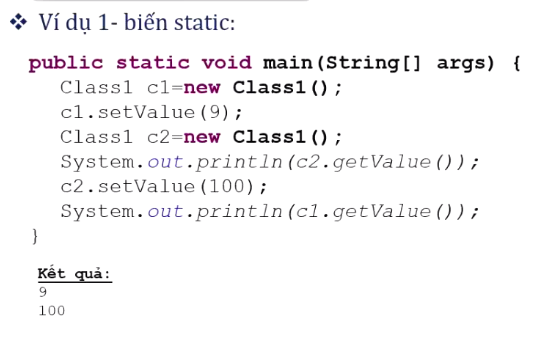 ❖ Ví dụ 1- biến static:
public static void main(String[] args) {
Class1 c1=new Class1();
c1.setValue(9);
Class1 c2=new Class1();
System.out.println(c2.getValue());
c2.setValue(100);
System.out.println(c1.getValue());
}
Kết quả:
9
100